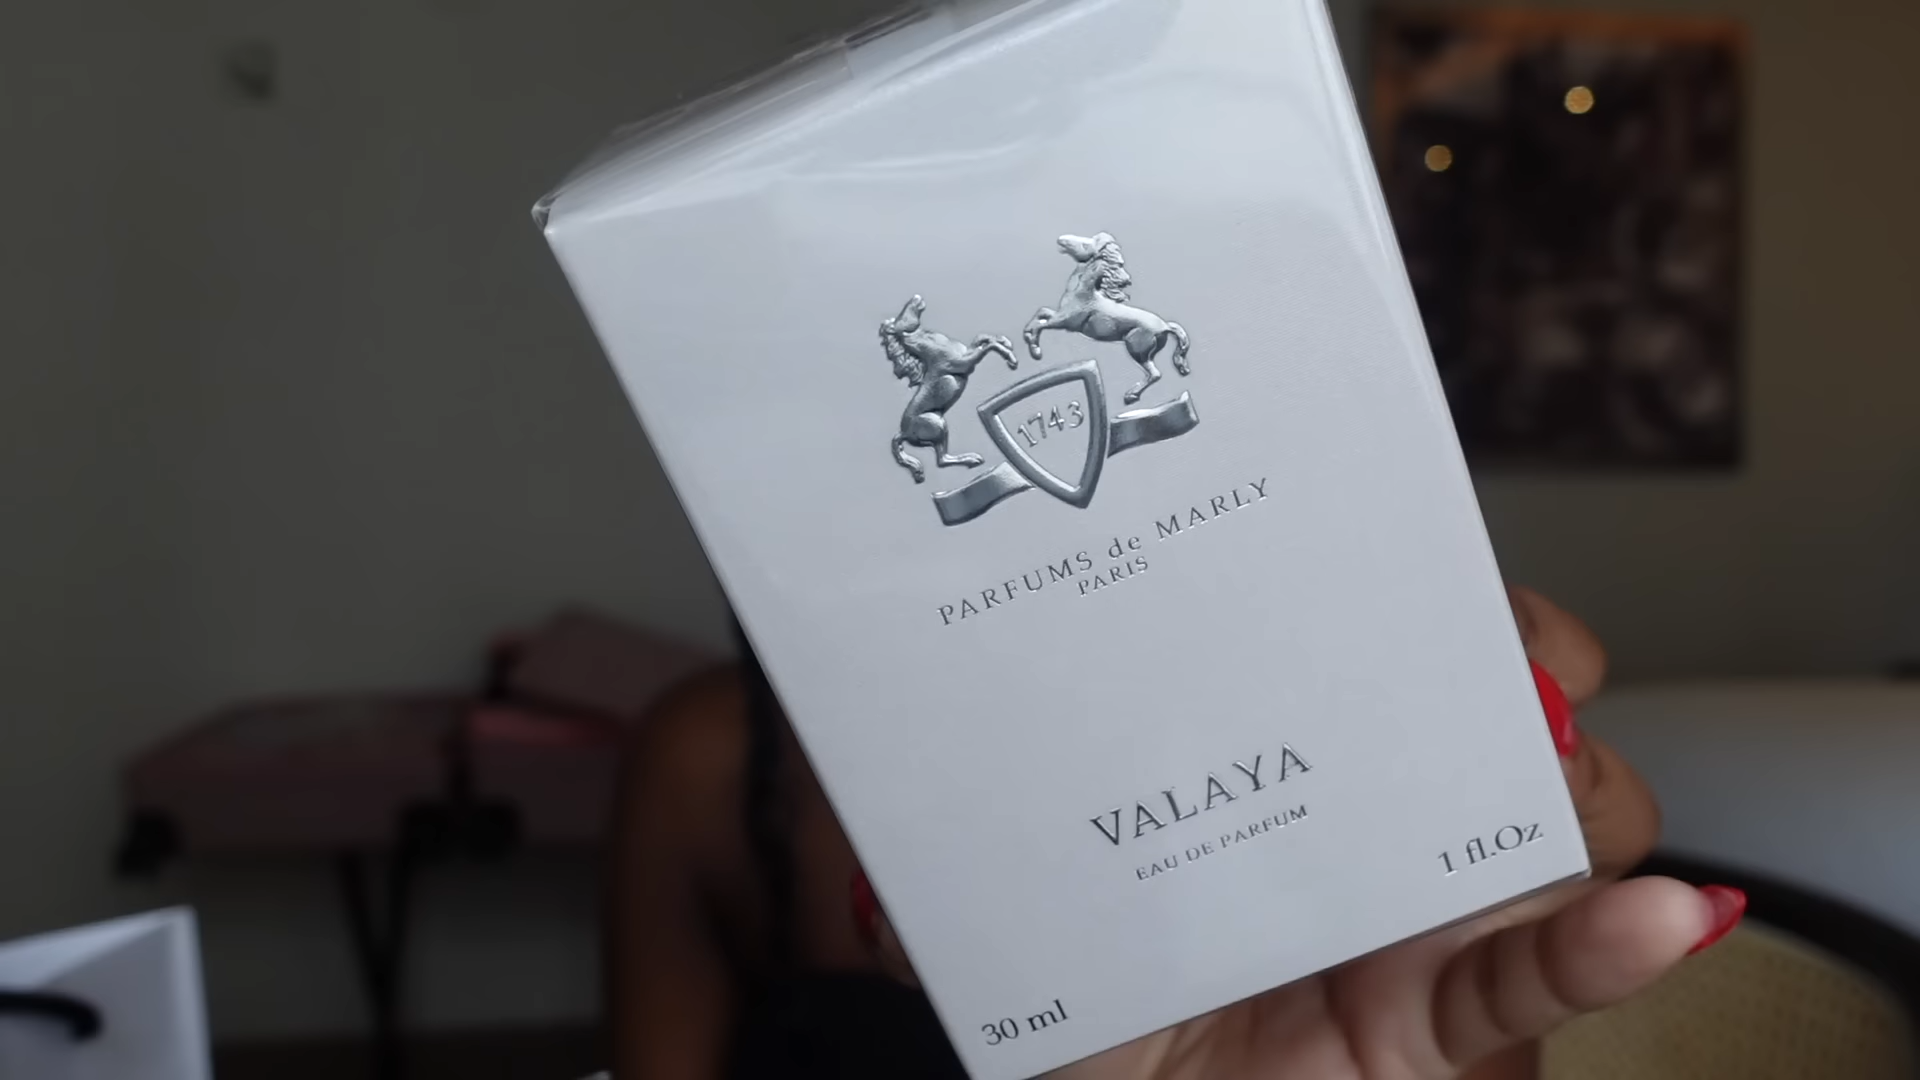 1743
PARFUMS de MARLY
PARIS
VALAYA
EAU DE PARFUM
30 ml
1 fl.Oz